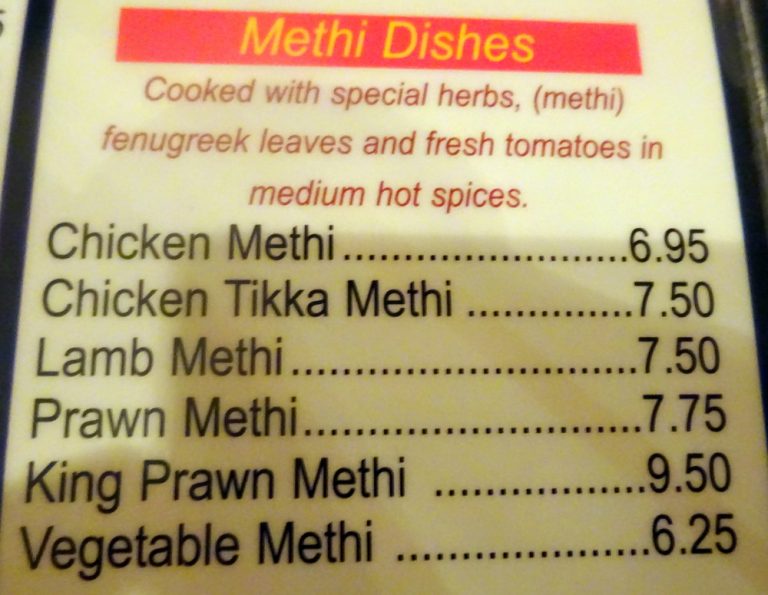 Methi Dishes
Cooked with special herbs, (methi)
fenugreek leaves and fresh tomatoes in
medium hot spices.
Chicken Methi.......................6.95
Chicken Tikka Methi .............7.50
Lamb Methi............................7.50
Prawn Methi...........................7.75
King Prawn Methi .................9.50
Vegetable Methi ....................6.25